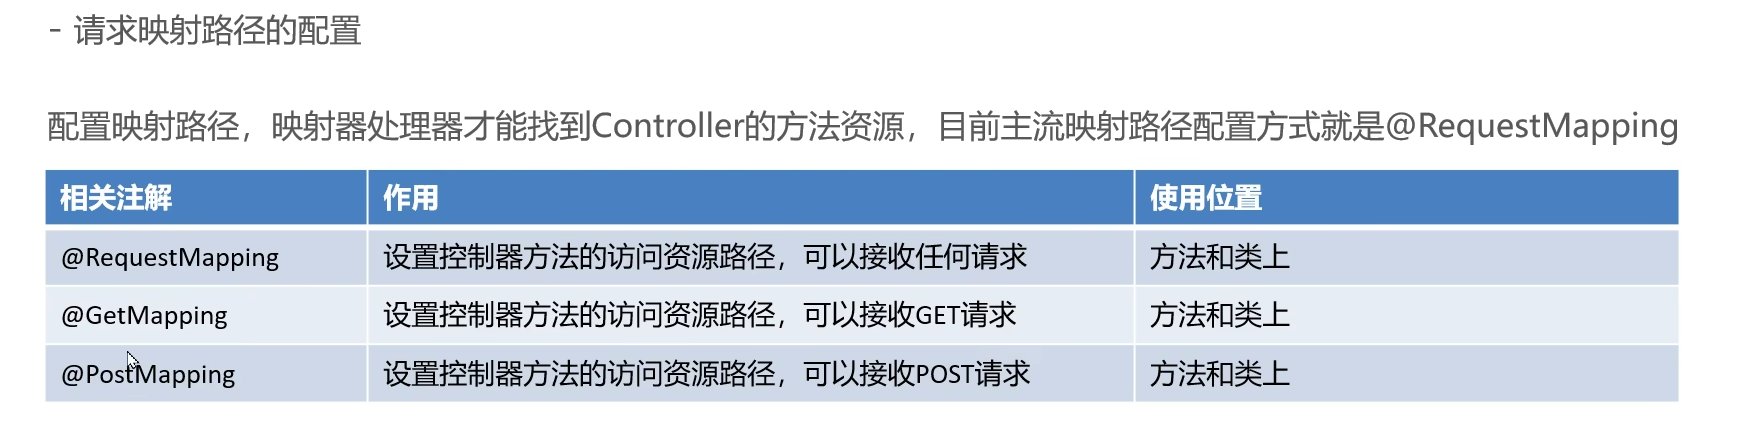 - 请求映射路径的配置
配置映射路径，映射器处理器才能找到Controller的方法资源，目前主流映射路径配置方式就是@RequestMapping
相关注解 作用 使用位置
@RequestMapping 设置控制器方法的访问资源路径，可以接收任何请求 方法和类上
@GetMapping 设置控制器方法的访问资源路径，可以接收GET请求 方法和类上
@PostMapping 设置控制器方法的访问资源路径，可以接收POST请求 方法和类上